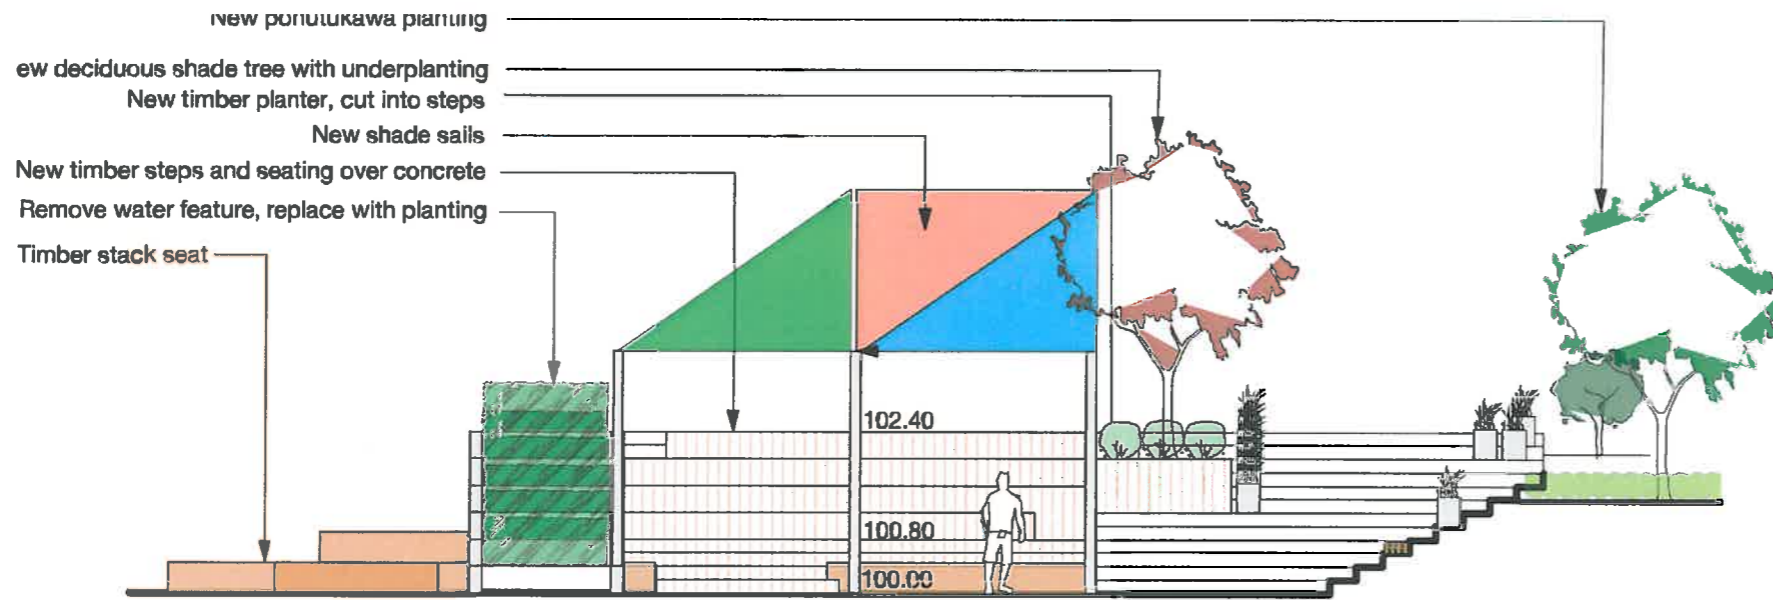 New pohutukawa planting
ew deciduous shade tree with underplanting
New timber planter, cut into steps
New shade sails
New timber steps and seating over concrete
Remove water feature, replace with planting
Timber stack seat
102.40
100.80
100.00